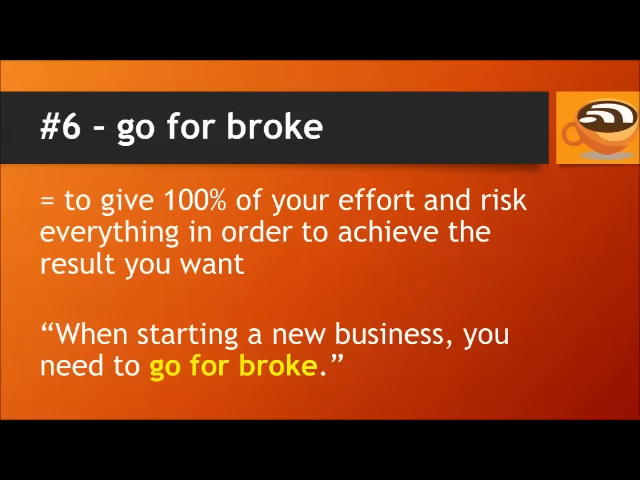 #6 – go for broke
= to give 100% of your effort and risk
everything in order to achieve the
result you want
“When starting a new business, you
need to go for broke.”